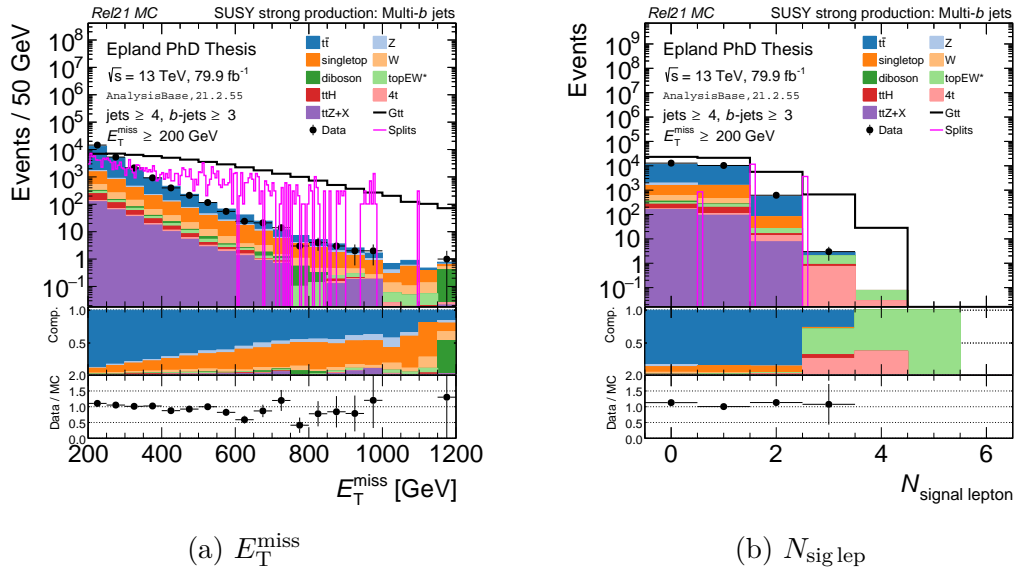 Rel21 MC SUSY strong production: Multi-b jets
Epland PhD Thesis
√s = 13 TeV, 79.9 fb⁻¹
AnalysisBase,21.2.55
jets ≥ 4, b-jets ≥ 3
E_T^miss ≥ 200 GeV
tt̄ Z
singletop W
diboson topEW*
ttH 4t
ttZ+X Gtt
Data Splits
Events / 50 GeV
10⁸
10⁷
10⁶
10⁵
10⁴
10³
10²
10
1
10⁻¹
Comp.
1.0
0.5
2.0
Data / MC
1.5
1.0
0.5
0.0
200 400 600 800 1000 1200
E_T^miss [GeV]
(a) E_T^miss
Rel21 MC SUSY strong production: Multi-b jets
Epland PhD Thesis
√s = 13 TeV, 79.9 fb⁻¹
AnalysisBase,21.2.55
jets ≥ 4, b-jets ≥ 3
E_T^miss ≥ 200 GeV
tt̄ Z
singletop W
diboson topEW*
ttH 4t
ttZ+X Gtt
Data Splits
Events
10⁹
10⁸
10⁷
10⁶
10⁵
10⁴
10³
10²
10
1
10⁻¹
Comp.
1.0
0.5
2.0
Data / MC
1.5
1.0
0.5
0.0
0 2 4 6
N_signal lepton
(b) N_sig lep